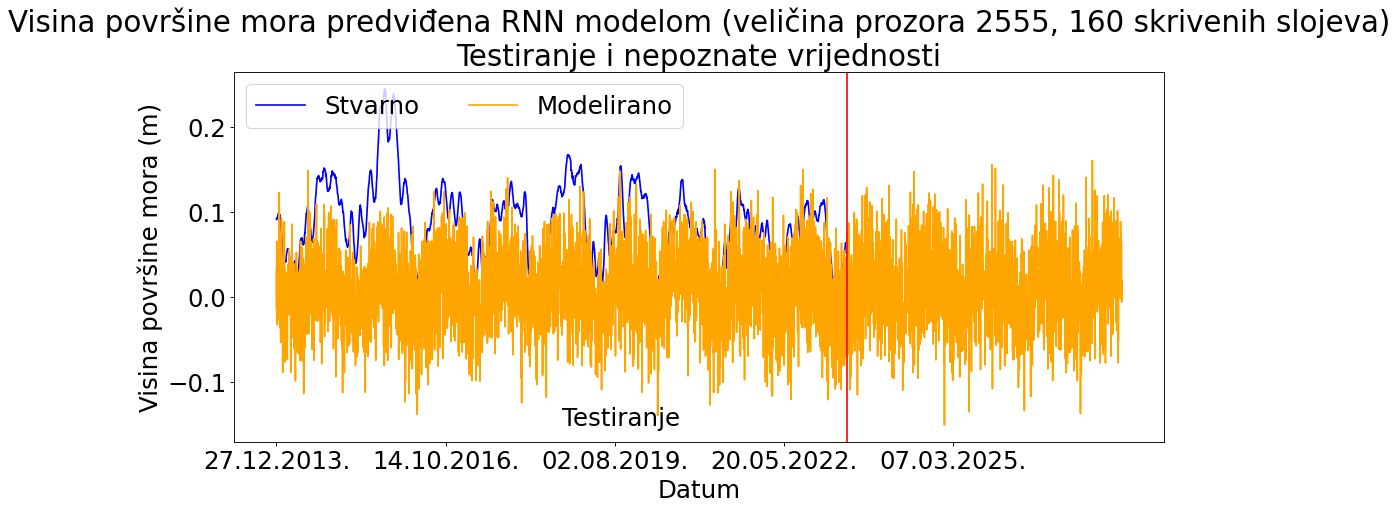 Visina površine mora predviđena RNN modelom (veličina prozora 2555, 160 skrivenih slojeva)
Testiranje i nepoznate vrijednosti
Stvarno
Modelirano
Visina površine mora (m)
0.2
0.1
0.0
−0.1
Testiranje
27.12.2013.
14.10.2016.
02.08.2019.
20.05.2022.
07.03.2025.
Datum